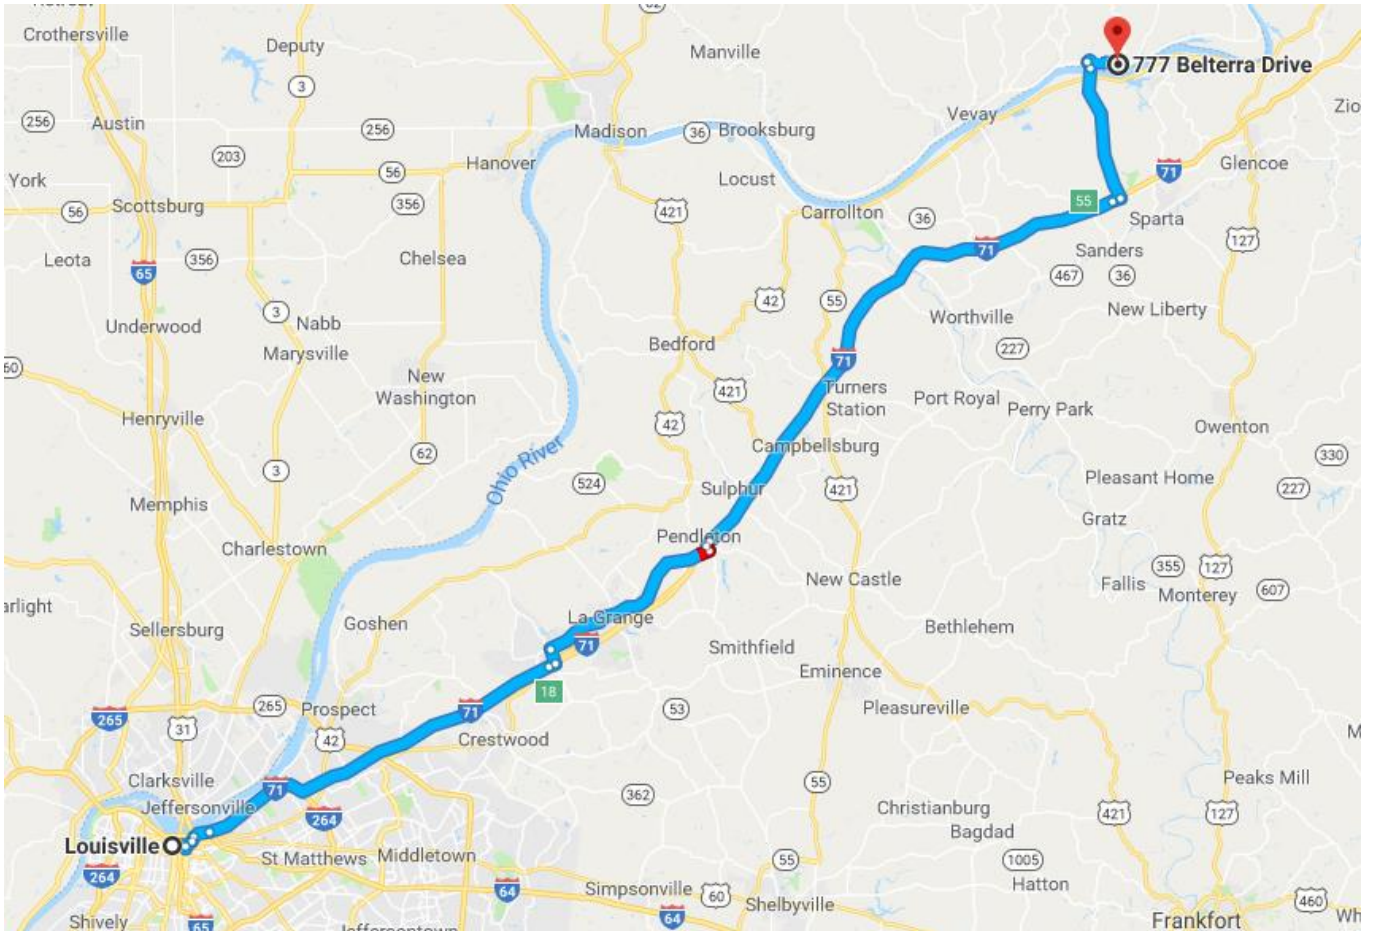 62
Crothersville
Deputy
Manville
777 Belterra Drive
3
Vevay
Zio
256
Austin
256
Madison
36
Brooksburg
203
Hanover
Glencoe
York
56
Locust
71
56
Scottsburg
356
421
Carrollton
36
55
Sparta
127
Leota
356
Chelsea
71
Sanders
65
467
36
42
55
3
Nabb
New Liberty
Underwood
Worthville
Marysville
Bedford
227
60
71
New
Washington
421
Turners
Station
Port Royal
Perry Park
Henryville
42
Owenton
Campbellsburg
62
330
3
Ohio River
524
Sulphur
421
Pleasant Home
227
Memphis
Gratz
Pendleton
Charlestown
New Castle
355
127
Fallis
Monterey
607
arlight
La Grange
Goshen
Sellersburg
71
Smithfield
Bethlehem
Eminence
18
265
265
Prospect
71
53
Pleasureville
31
42
Crestwood
M
Clarksville
71
55
Peaks Mill
Jeffersonville
264
362
Christianburg
421
127
Bagdad
Louisville
St Matthews
Middletown
55
1005
264
64
Simpsonville
60
Hatton
Shelbyville
460
Shively
65
64
Frankfort
Wh